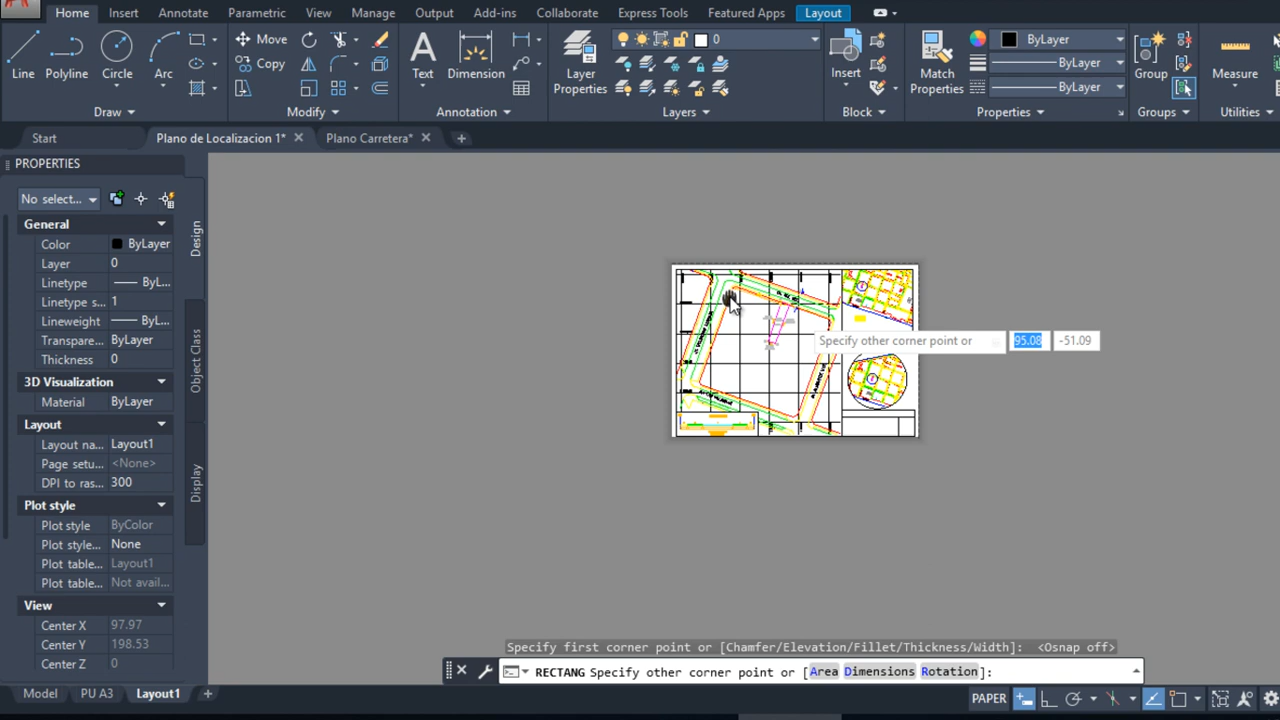 Home Insert Annotate Parametric View Manage Output Add-ins Collaborate Express Tools Featured Apps Layout
Line Polyline Circle Arc
Move
Copy
Text Dimension
Layer
Properties
0
Insert
Match
Properties
ByLayer
ByLayer
ByLayer
Group
Measure
Draw Modify Annotation Layers Block Properties Groups Utilities
Start Plano de Localizacion 1* Plano Carretera*
PROPERTIES
No select...
General
Color ByLayer
Layer 0
Linetype ByL...
Linetype s... 1
Lineweight ByL...
Transpare... ByLayer
Thickness 0
3D Visualization
Material ByLayer
Layout
Layout na... Layout1
Page setu... <None>
DPI to ras... 300
Plot style
Plot style ByColor
Plot style... None
Plot table... Layout1
Plot table... Not avail...
View
Center X 97.97
Center Y 198.53
Center Z 0
Design
Object Class
Display
Specify other corner point or 95.08 -51.09
Specify first corner point or [Chamfer/Elevation/Fillet/Thickness/Width]: <Osnap off>
RECTANG Specify other corner point or [Area Dimensions Rotation]:
Model PU A3 Layout1
PAPER